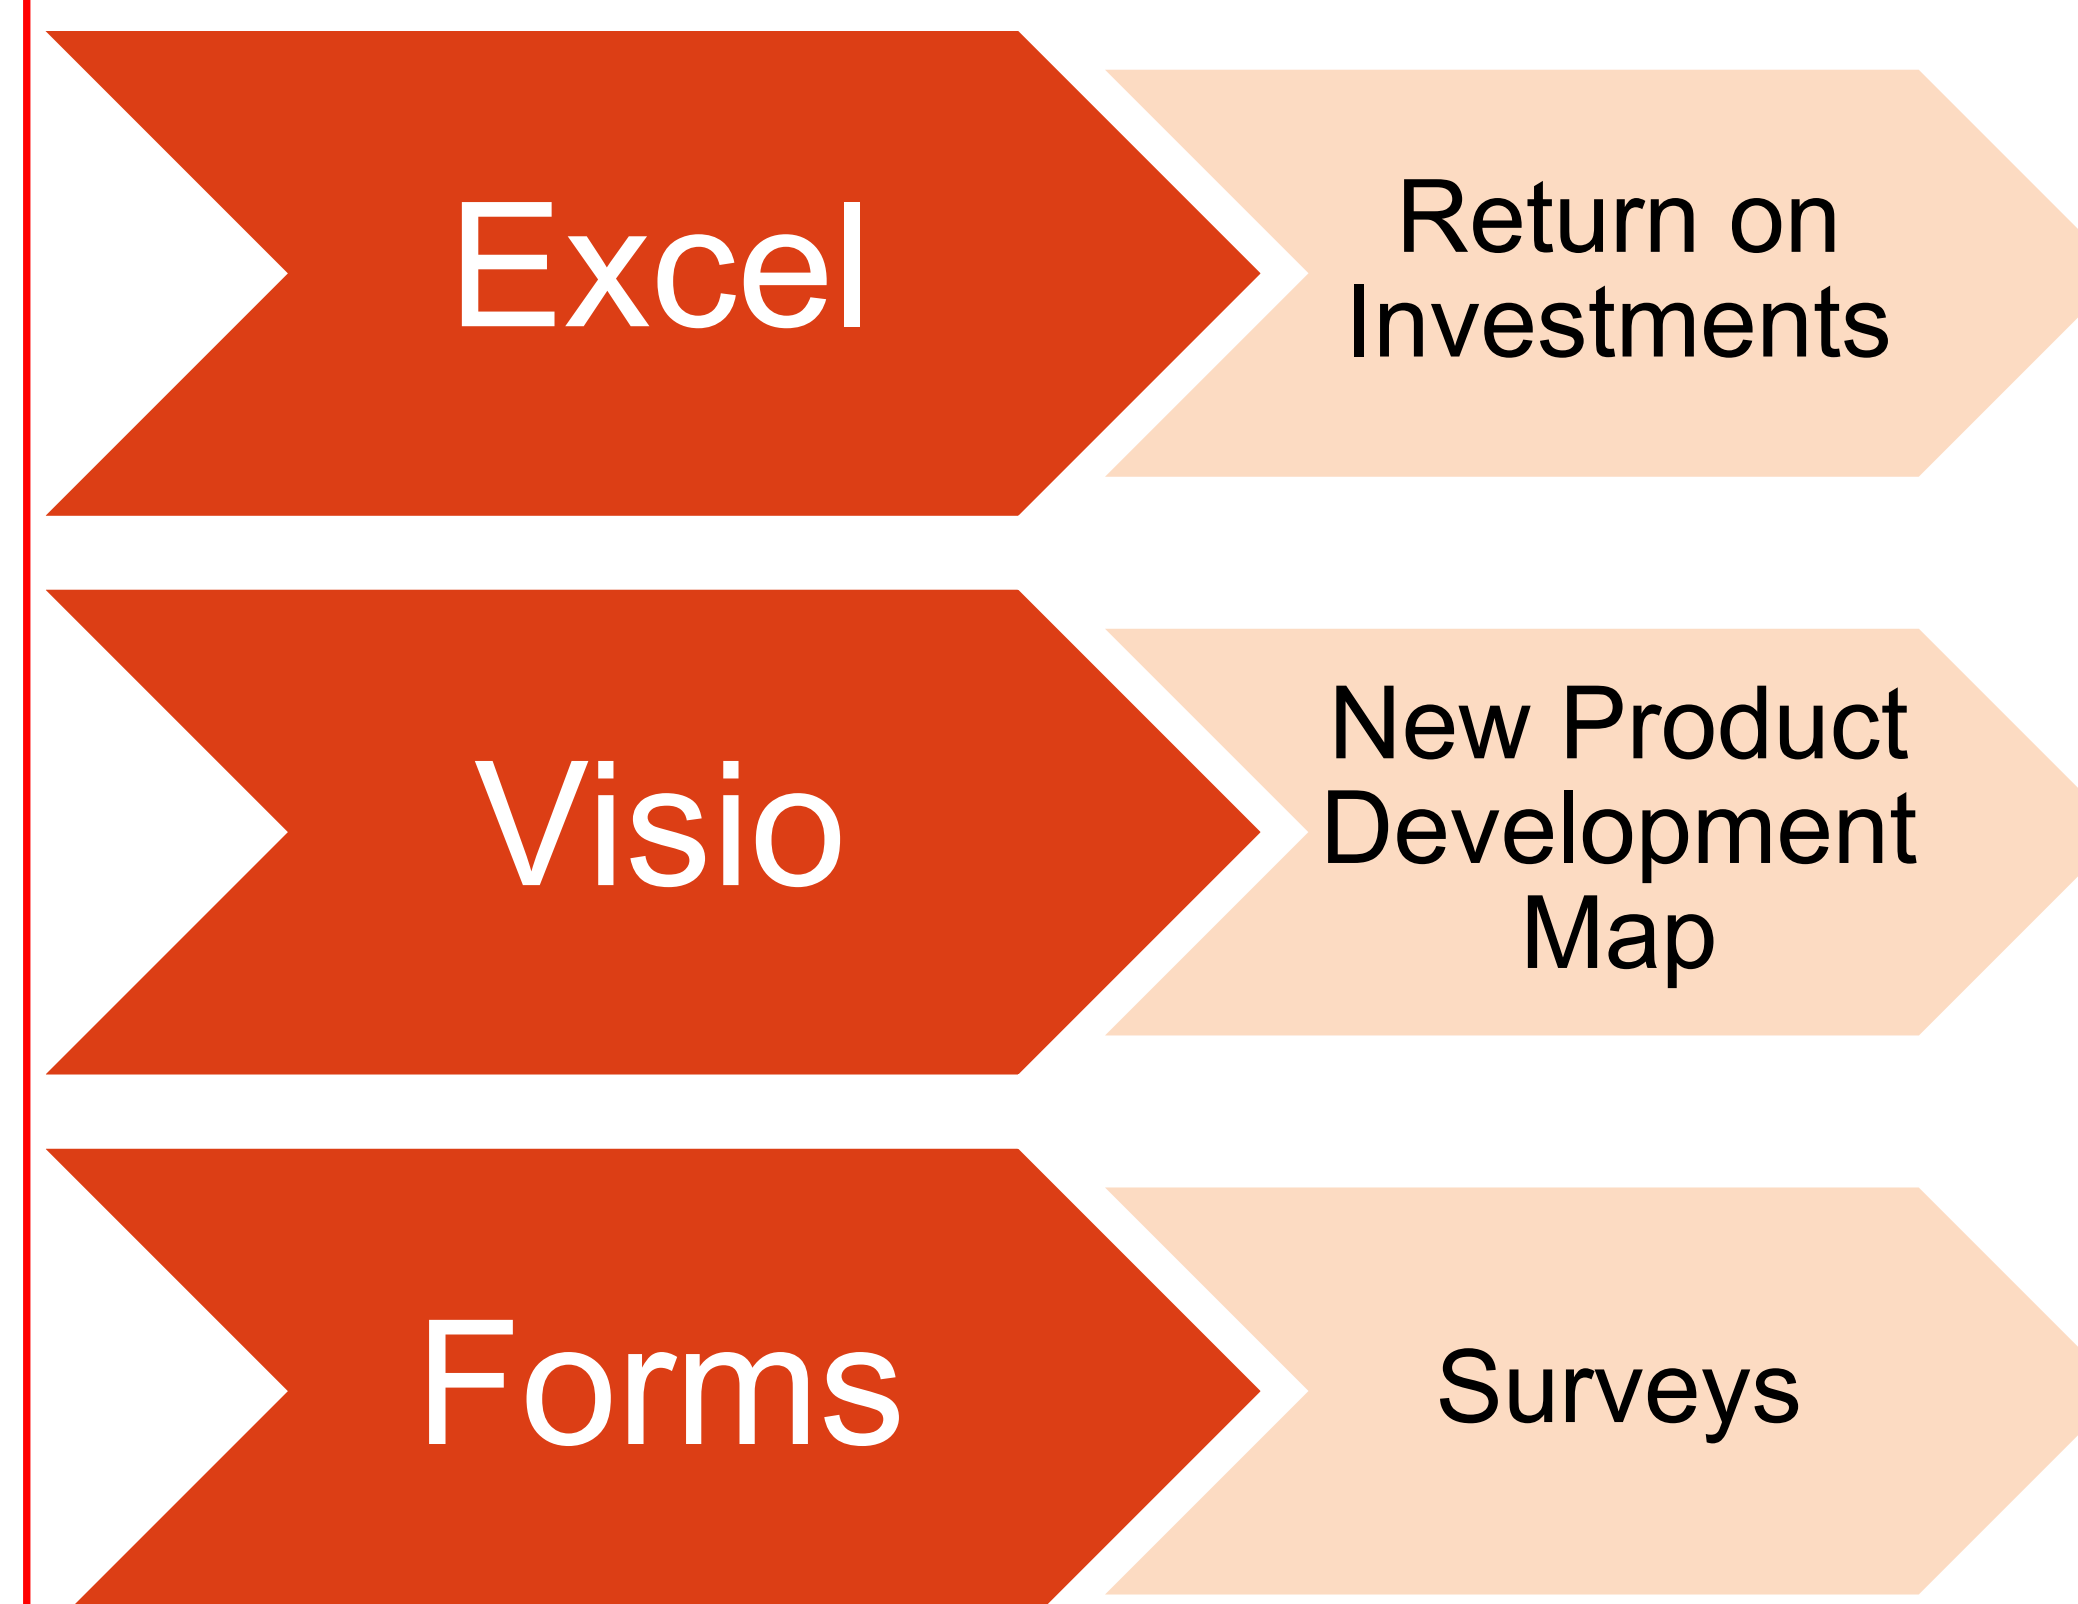 Excel
Return on
Investments
Visio
New Product
Development
Map
Forms
Surveys